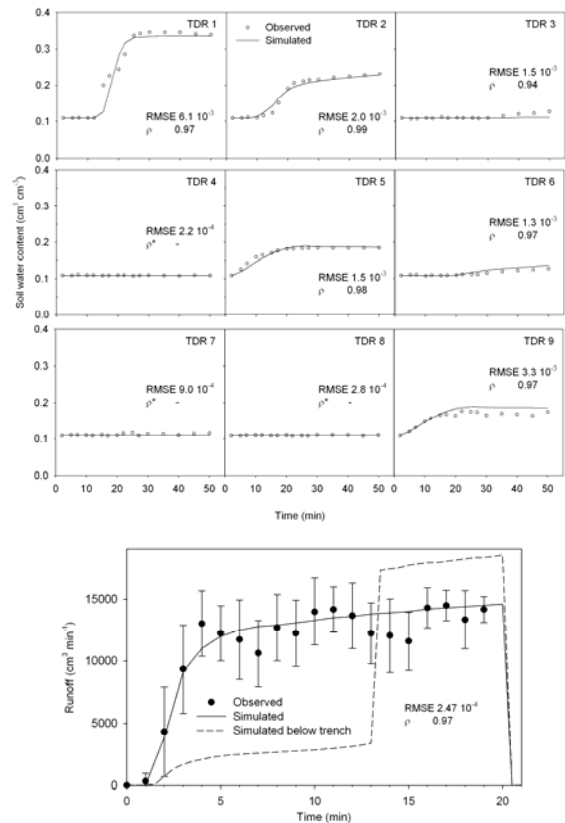 TDR 1
TDR 2
TDR 3
Observed
Simulated
RMSE 6.1 10⁻³
ρ 0.97
RMSE 2.0 10⁻³
ρ 0.99
RMSE 1.5 10⁻³
ρ 0.94
0.4
0.3
0.2
0.1
0.0
TDR 4
TDR 5
TDR 6
RMSE 2.2 10⁻⁴
ρ* -
RMSE 1.5 10⁻³
ρ 0.98
RMSE 1.3 10⁻³
ρ 0.97
0.4
0.3
0.2
0.1
0.0
Soil water content (cm³ cm⁻³)
TDR 7
TDR 8
TDR 9
RMSE 9.0 10⁻⁴
ρ* -
RMSE 2.8 10⁻⁴
ρ* -
RMSE 3.3 10⁻³
ρ 0.97
0.4
0.3
0.2
0.1
0.0
0 10 20 30 40 50 0 10 20 30 40 50 0 10 20 30 40 50
Time (min)
15000
10000
5000
0
Runoff (cm³ min⁻¹)
Observed
Simulated
Simulated below trench
RMSE 2.47 10⁻⁴
ρ 0.97
0 5 10 15 20
Time (min)